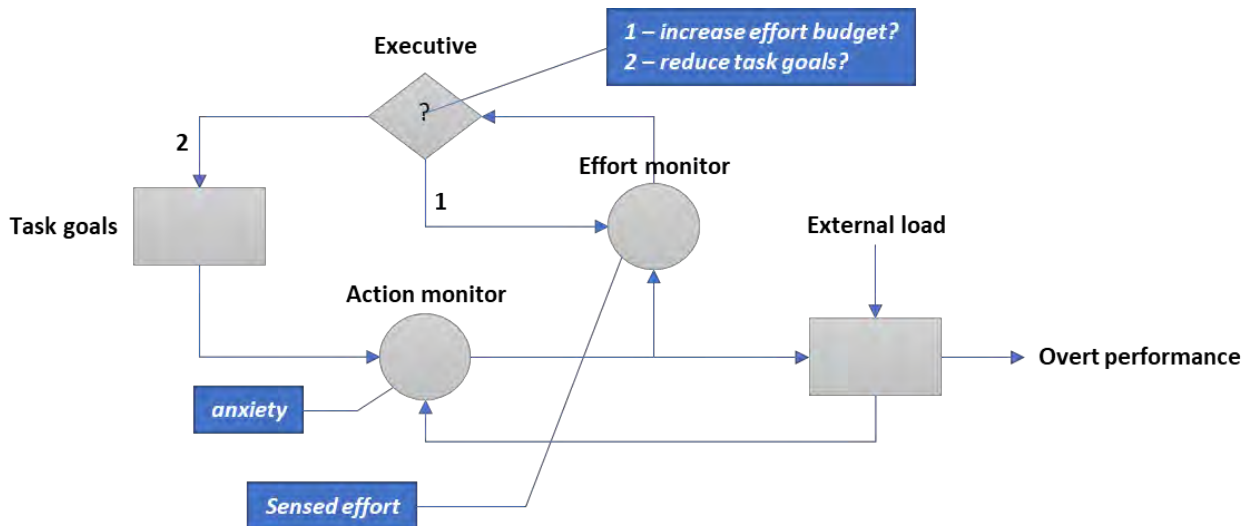 Executive
1 – increase effort budget?
2 – reduce task goals?
?
2
1
Effort monitor
Task goals
External load
Action monitor
Overt performance
anxiety
Sensed effort